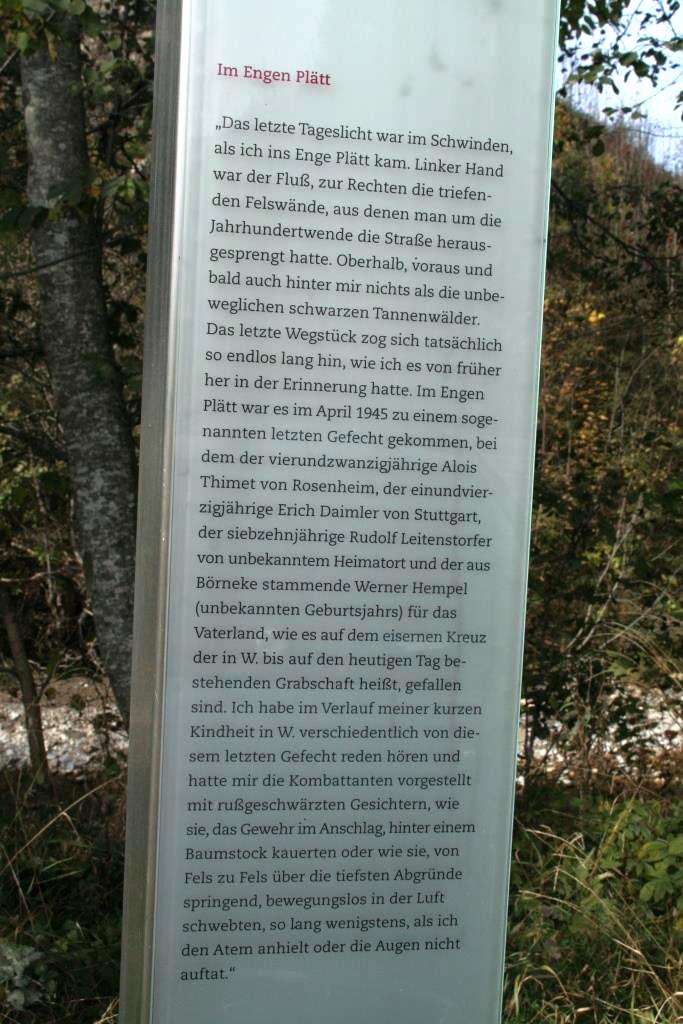 Im Engen Plätt
„Das letzte Tageslicht war im Schwinden,
als ich ins Enge Plätt kam. Linker Hand
war der Fluß, zur Rechten die triefen-
den Felswände, aus denen man um die
Jahrhundertwende die Straße heraus-
gesprengt hatte. Oberhalb, voraus und
bald auch hinter mir nichts als die unbe-
weglichen schwarzen Tannenwälder.
Das letzte Wegstück zog sich tatsächlich
so endlos lang hin, wie ich es von früher
her in der Erinnerung hatte. Im Engen
Plätt war es im April 1945 zu einem soge-
nannten letzten Gefecht gekommen, bei
dem der vierundzwanzigjährige Alois
Thimet von Rosenheim, der einundvier-
zigjährige Erich Daimler von Stuttgart,
der siebzehnjährige Rudolf Leitenstorfer
von unbekanntem Heimatort und der aus
Börneke stammende Werner Hempel
(unbekannten Geburtsjahrs) für das
Vaterland, wie es auf dem eisernen Kreuz
der in W. bis auf den heutigen Tag be-
stehenden Grabschaft heißt, gefallen
sind. Ich habe im Verlauf meiner kurzen
Kindheit in W. verschiedentlich von die-
sem letzten Gefecht reden hören und
hatte mir die Kombattanten vorgestellt
mit rußgeschwärzten Gesichtern, wie
sie, das Gewehr im Anschlag, hinter einem
Baumstock kauerten oder wie sie, von
Fels zu Fels über die tiefsten Abgründe
springend, bewegungslos in der Luft
schwebten, so lang wenigstens, als ich
den Atem anhielt oder die Augen nicht
auftat.“